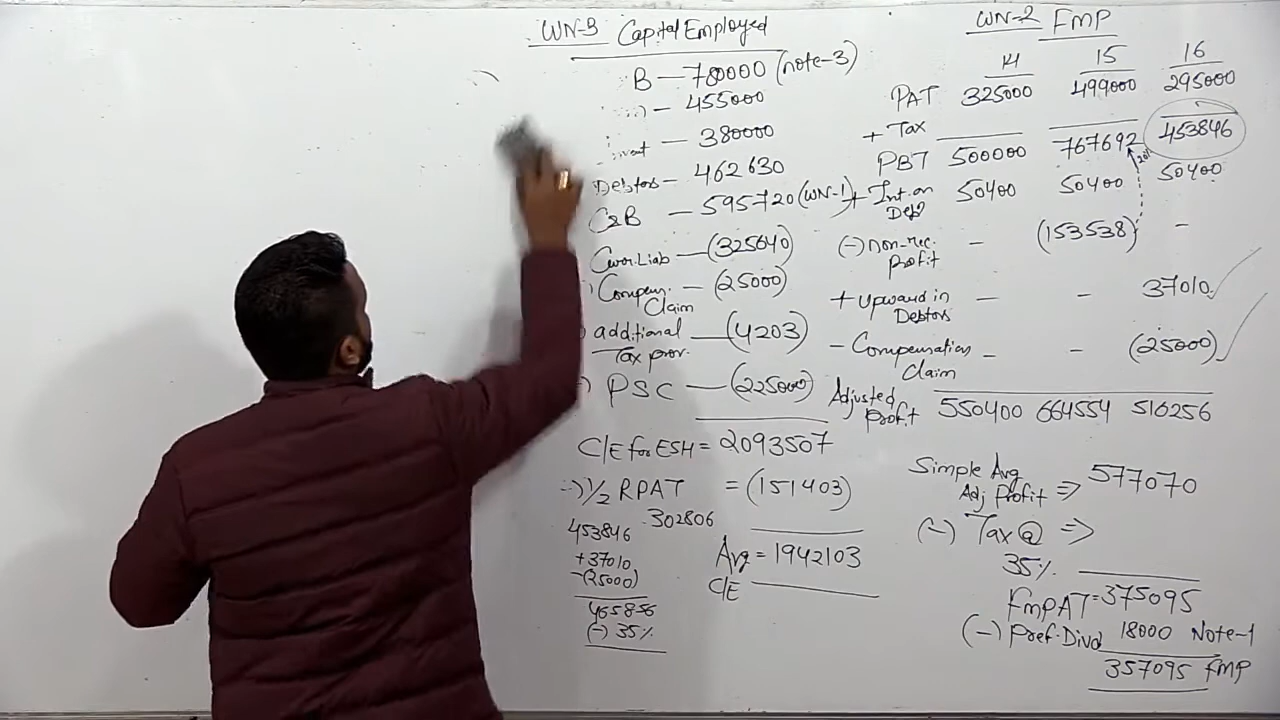 WN-3 Capital Employed
B — 780000 (note-3)
— 455000
— 380000
Debtors — 462630
C&B — 595720 (WN-1)
Curr. Liab — (325640)
Compen. Claim — (25000)
additional Tax prov. — (4203)
PSC — (225000)
C/E for ESH = 2093507
(-) 1/2 RPAT = (151403)
453846 302806
+37010
-(25000)
465856
(-) 35%
Avg C/E = 1942103
WN-2 FMP
14 15 16
PAT 325000 499000 295000
+ Tax
PBT 500000 767692 453846
+ Int. on Deb. 50400 50400 50400
(-) non-rec. profit - (153538) -
+ Upward in Debtors - - 37010
- Compensation Claim - - (25000)
Adjusted Profit 550400 664554 516256
Simple Avg Adj Profit => 577070
(-) Tax @ 35% =>
FMPAT = 375095
(-) Pref. Divd 18000 Note-1
357095 FMP